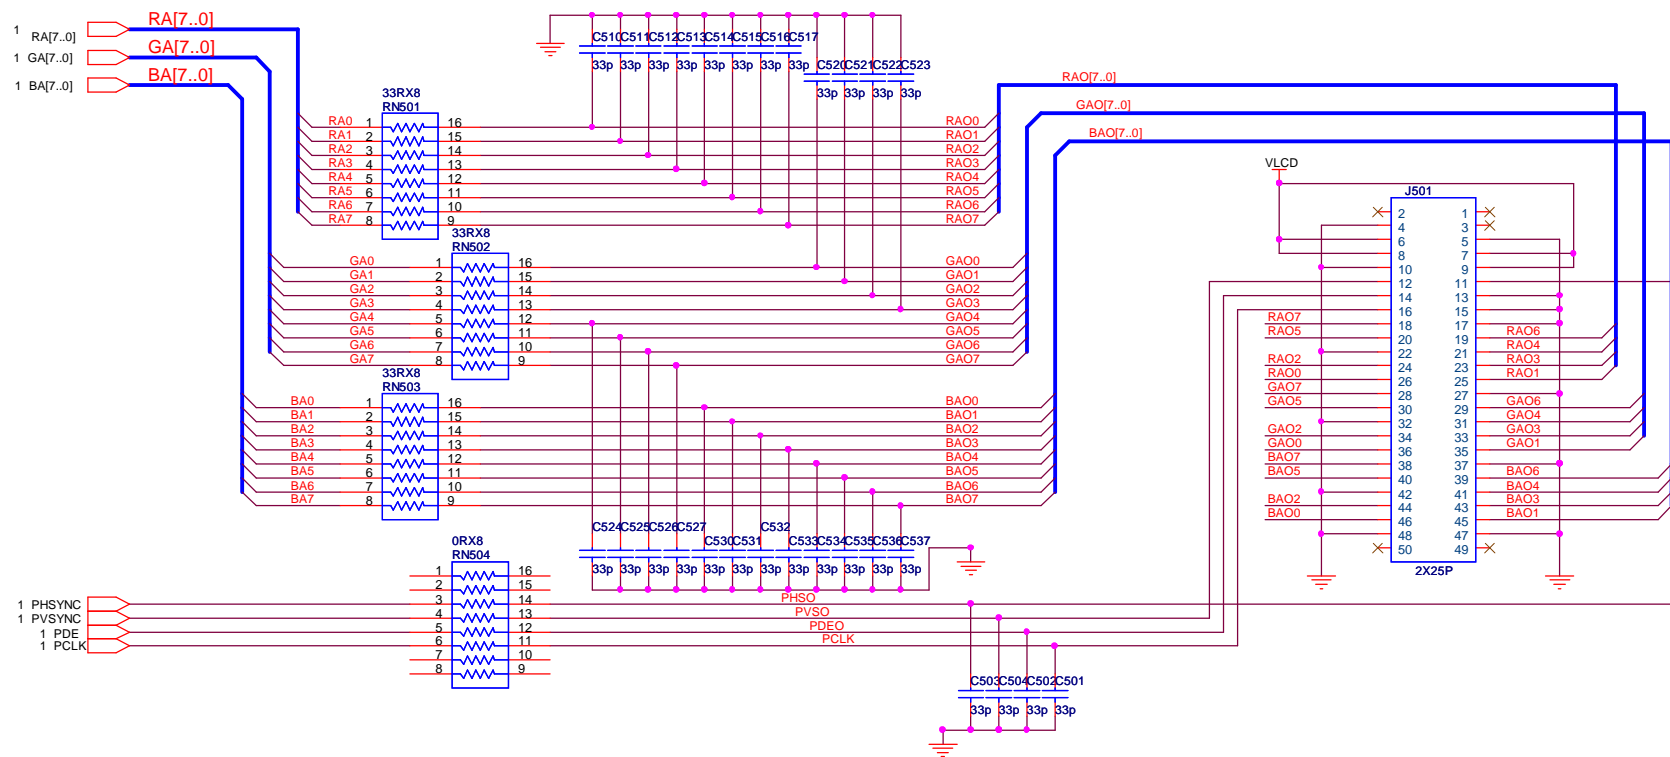 1 RA[7..0] RA[7..0]
1 GA[7..0] GA[7..0]
1 BA[7..0] BA[7..0]
C510 C511 C512 C513 C514 C515 C516 C517
33p 33p 33p 33p 33p 33p 33p 33p
C520 C521 C522 C523
33p 33p 33p 33p
RAO[7..0]
GAO[7..0]
BAO[7..0]
33RX8
RN501
RA0 1 16 RAO0
RA1 2 15 RAO1
RA2 3 14 RAO2
RA3 4 13 RAO3
RA4 5 12 RAO4
RA5 6 11 RAO5
RA6 7 10 RAO6
RA7 8 9 RAO7
33RX8
RN502
GA0 1 16 GAO0
GA1 2 15 GAO1
GA2 3 14 GAO2
GA3 4 13 GAO3
GA4 5 12 GAO4
GA5 6 11 GAO5
GA6 7 10 GAO6
GA7 8 9 GAO7
33RX8
RN503
BA0 1 16 BAO0
BA1 2 15 BAO1
BA2 3 14 BAO2
BA3 4 13 BAO3
BA4 5 12 BAO4
BA5 6 11 BAO5
BA6 7 10 BAO6
BA7 8 9 BAO7
C524 C525 C526 C527 C530 C531 C532 C533 C534 C535 C536 C537
33p 33p 33p 33p 33p 33p 33p 33p 33p 33p 33p 33p
0RX8
RN504
1 16
2 15
1 PHSYNC 3 14 PHSO
1 PVSYNC 4 13 PVSO
1 PDE 5 12 PDEO
1 PCLK 6 11 PCLK
7 10
8 9
C503 C504 C502 C501
33p 33p 33p 33p
VLCD
J501
2 1
4 3
6 5
8 7
10 9
12 11
14 13
16 15
RAO7 18 17
RAO5 20 19 RAO6
22 21 RAO4
RAO2 24 23 RAO3
RAO0 26 25 RAO1
GAO7 28 27
GAO5 30 29 GAO6
32 31 GAO4
GAO2 34 33 GAO3
GAO0 36 35 GAO1
BAO7 38 37
BAO5 40 39 BAO6
42 41 BAO4
BAO2 44 43 BAO3
BAO0 46 45 BAO1
48 47
50 49
2X25P